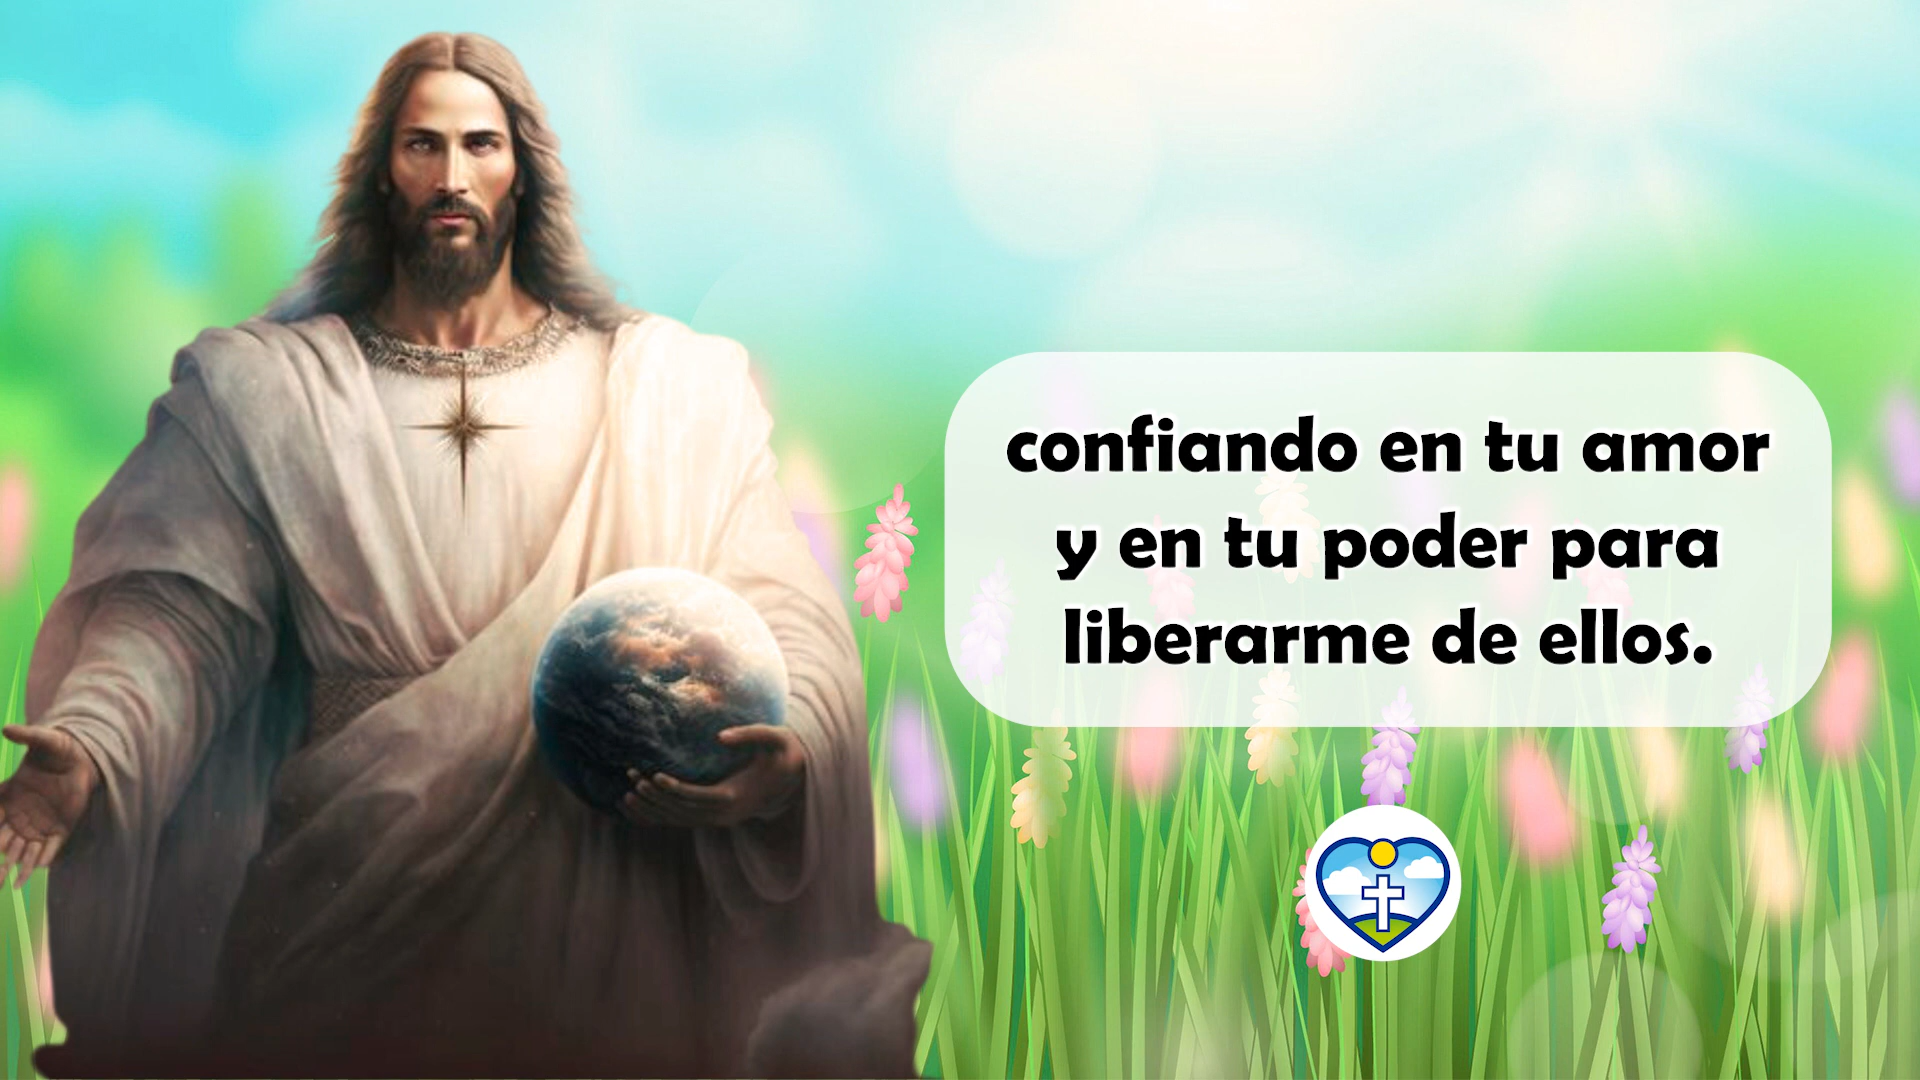 confiando en tu amor
y en tu poder para
liberarme de ellos.